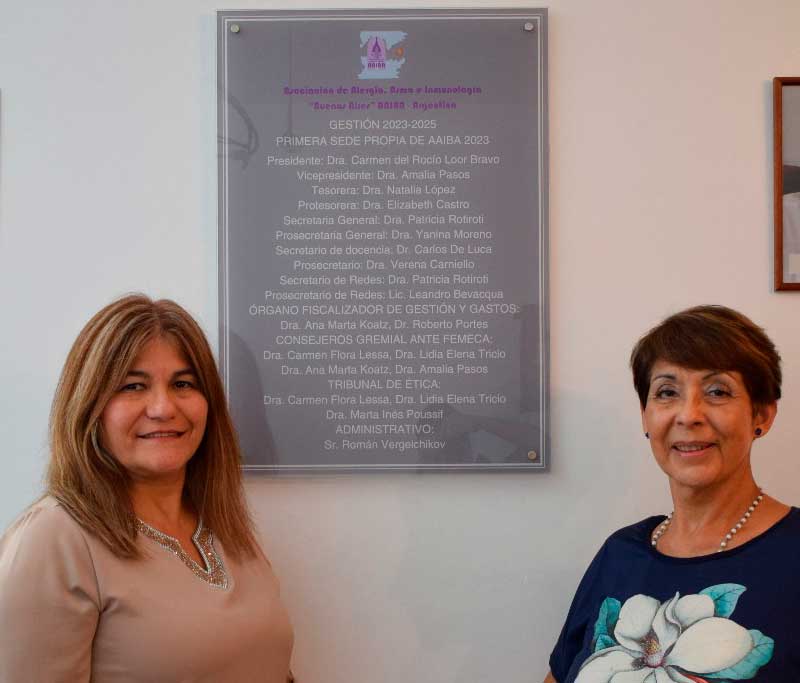 AAIBA
Asociación de Alergia, Asma e Inmunología
"Buenos Aires" AAIBA - Argentina
GESTIÓN 2023-2025
PRIMERA SEDE PROPIA DE AAIBA 2023
Presidente: Dra. Carmen del Rocío Loor Bravo
Vicepresidente: Dra. Amalia Pasos
Tesorera: Dra. Natalia López
Protesorera: Dra. Elizabeth Castro
Secretaria General: Dra. Patricia Rotiroti
Prosecretaria General: Dra. Yanina Moreno
Secretario de docencia: Dr. Carlos De Luca
Prosecretario: Dra. Verena Carniello
Secretario de Redes: Dra. Patricia Rotiroti
Prosecretario de Redes: Lic. Leandro Bevacqua
ÓRGANO FISCALIZADOR DE GESTIÓN Y GASTOS:
Dra. Ana Marta Koatz, Dr. Roberto Portes
CONSEJEROS GREMIAL ANTE FEMECA:
Dra. Carmen Flora Lessa, Dra. Lidia Elena Tricio
Dra. Ana Marta Koatz, Dra. Amalia Pasos
TRIBUNAL DE ÉTICA:
Dra. Carmen Flora Lessa, Dra. Lidia Elena Tricio
Dra. Marta Inés Poussif
ADMINISTRATIVO:
Sr. Román Vergelchikov